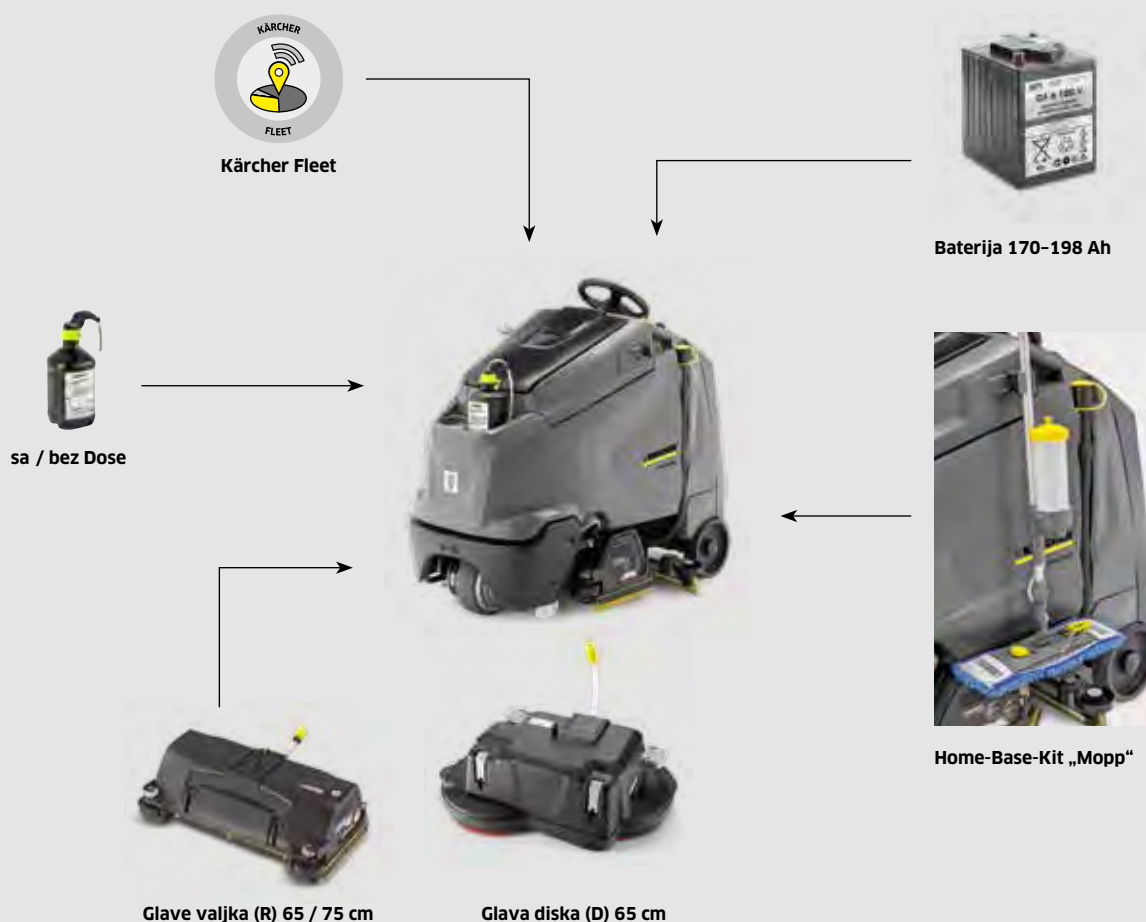 KÄRCHER
FLEET
Kärcher Fleet
Baterija 170–198 Ah
sa / bez Dose
Home-Base-Kit „Mopp“
Glave valjka (R) 65 / 75 cm
Glava diska (D) 65 cm